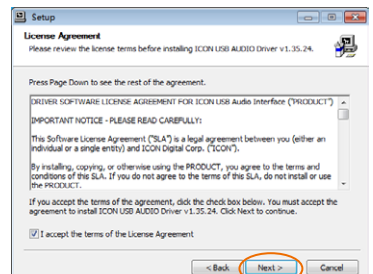 Setup
License Agreement
Please review the license terms before installing ICON USB AUDIO Driver v1.35.24.
Press Page Down to see the rest of the agreement.
DRIVER SOFTWARE LICENSE AGREEMENT FOR ICON USB Audio Interface ("PRODUCT")
IMPORTANT NOTICE - PLEASE READ CAREFULLY:
This Software License Agreement ("SLA") is a legal agreement between you (either an
individual or a single entity) and ICON Digital Corp. ("ICON").
By installing, copying, or otherwise using the PRODUCT, you agree to the terms and
conditions of this SLA. If you do not agree to the terms of this SLA, do not install or use
the PRODUCT.
If you accept the terms of the agreement, click the check box below. You must accept the
agreement to install ICON USB AUDIO Driver v1.35.24. Click Next to continue.
I accept the terms of the License Agreement
< Back Next > Cancel